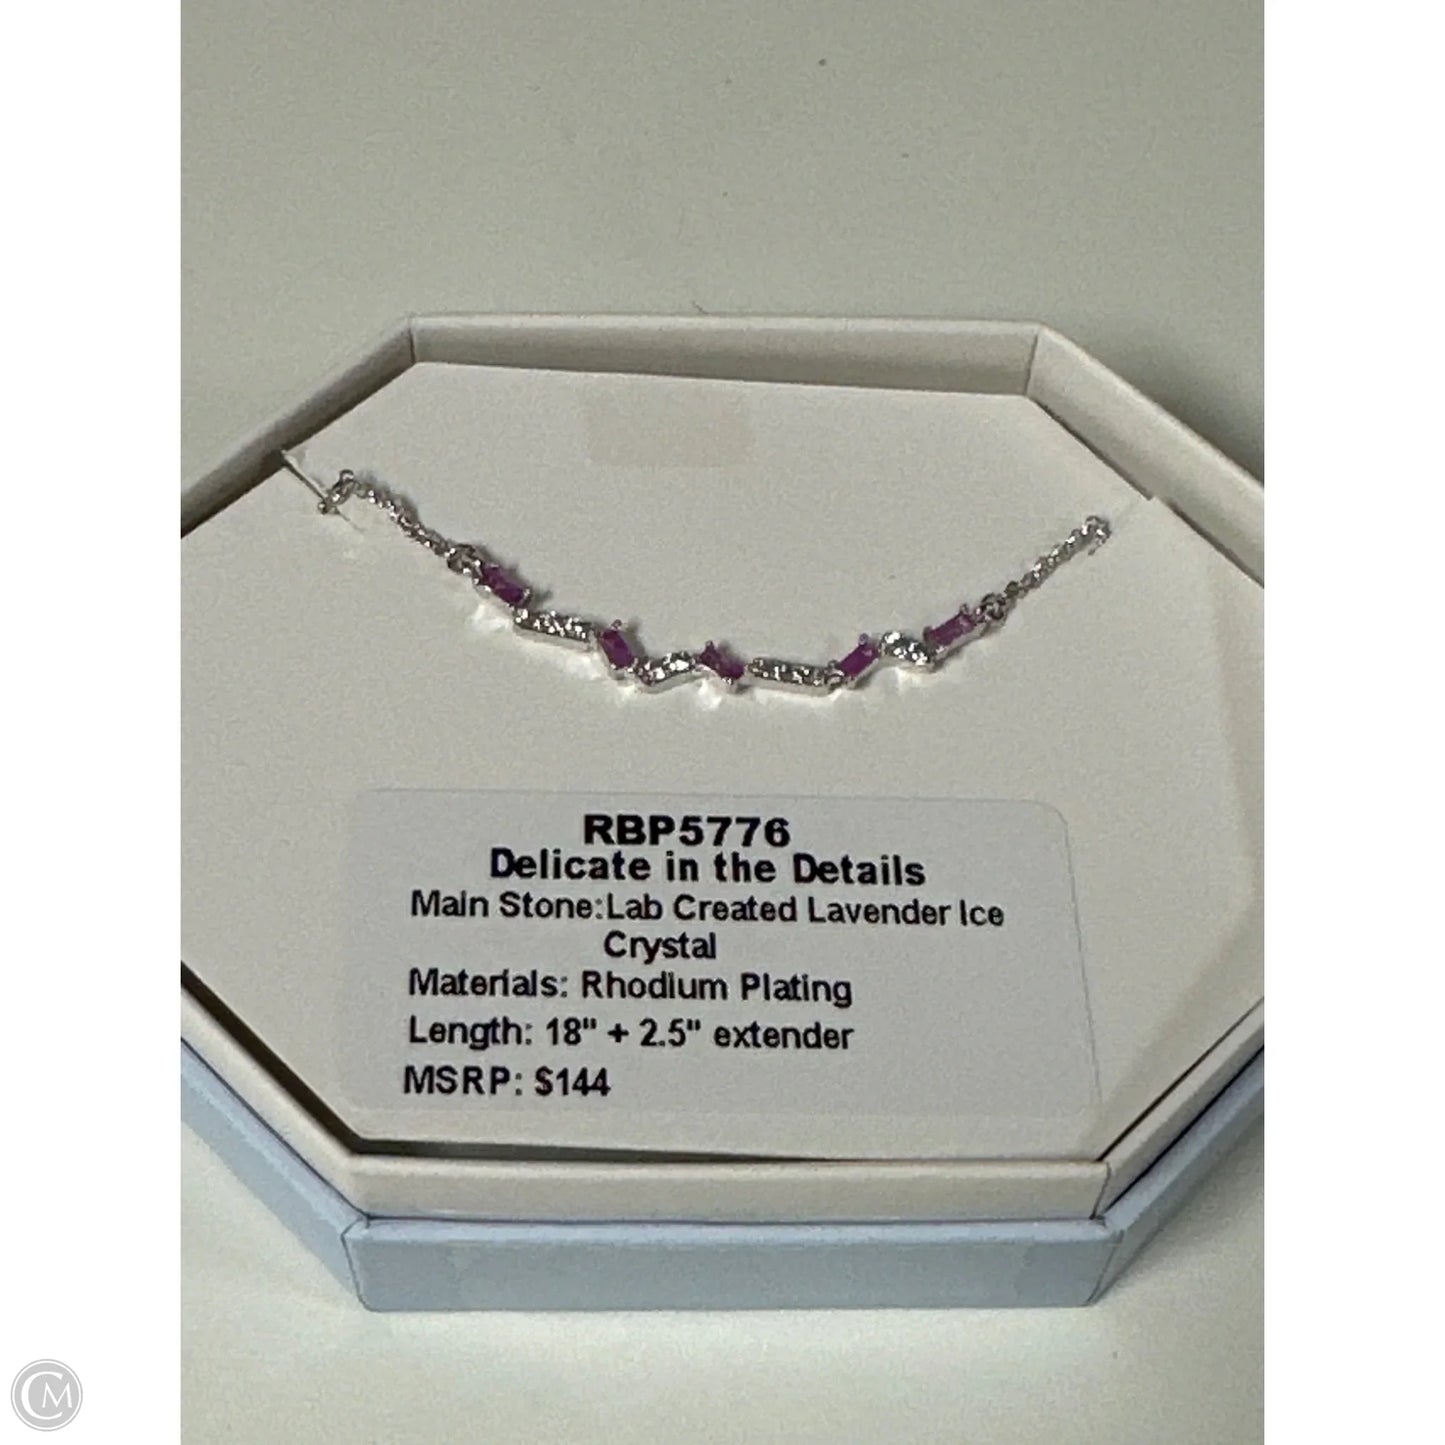 RBP5776
Delicate in the Details
Main Stone:Lab Created Lavender Ice
Crystal
Materials: Rhodium Plating
Length: 18" + 2.5" extender
MSRP: $144
CM